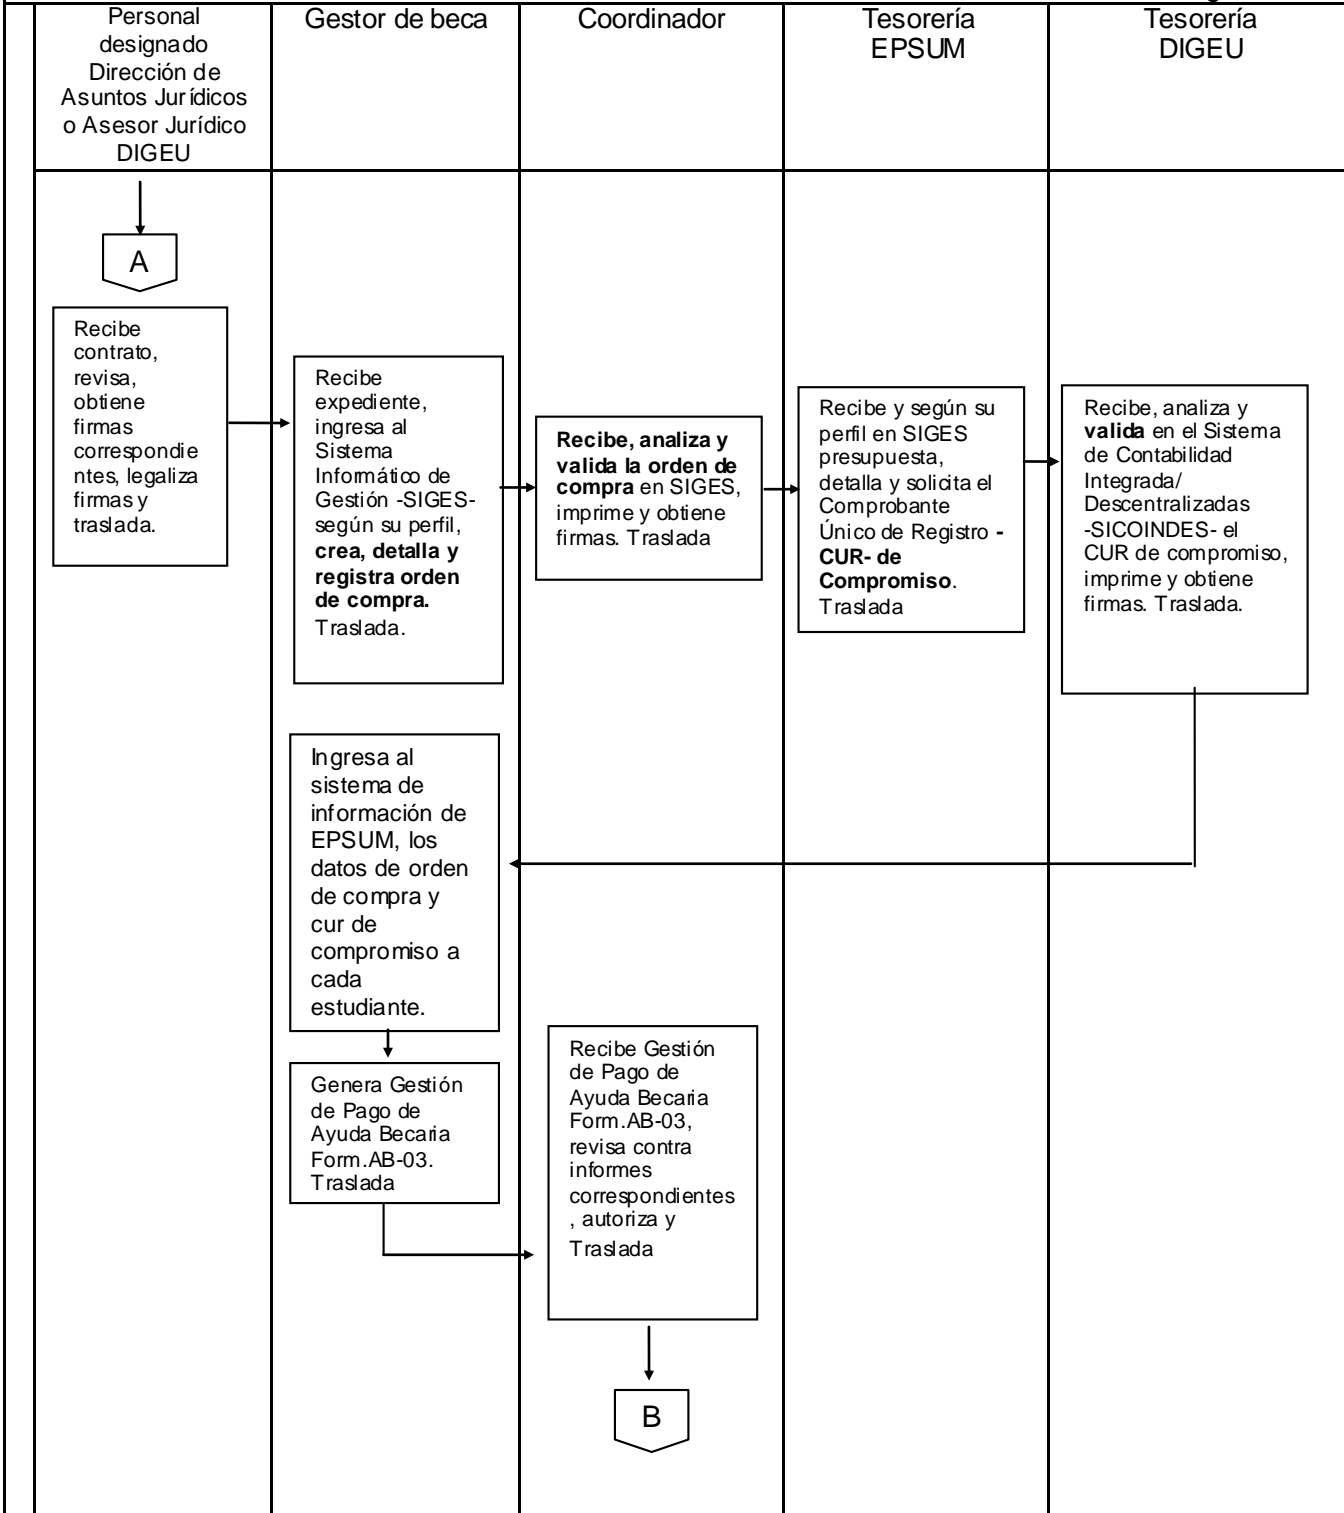 Personal
designado
Dirección de
Asuntos Jurídicos
o Asesor Jurídico
DIGEU
Gestor de beca
Coordinador
Tesorería
EPSUM
Tesorería
DIGEU
A
Recibe
contrato,
revisa,
obtiene
firmas
correspondie
ntes, legaliza
firmas y
traslada.
Recibe
expediente,
ingresa al
Sistema
Informático de
Gestión -SIGES-
según su perfil,
crea, detalla y
registra orden
de compra.
Traslada.
Recibe, analiza y
valida la orden de
compra en SIGES,
imprime y obtiene
firmas. Traslada
Recibe y según su
perfil en SIGES
presupuesta,
detalla y solicita el
Comprobante
Único de Registro -
CUR- de
Compromiso.
Traslada
Recibe, analiza y
valida en el Sistema
de Contabilidad
Integrada/
Descentralizadas
-SICOINDES- el
CUR de compromiso,
imprime y obtiene
firmas. Traslada.
Ingresa al
sistema de
información de
EPSUM, los
datos de orden
de compra y
cur de
compromiso a
cada
estudiante.
Genera Gestión
de Pago de
Ayuda Becaria
Form.AB-03.
Traslada
Recibe Gestión
de Pago de
Ayuda Becaria
Form.AB-03,
revisa contra
informes
correspondientes
, autoriza y
Traslada
B